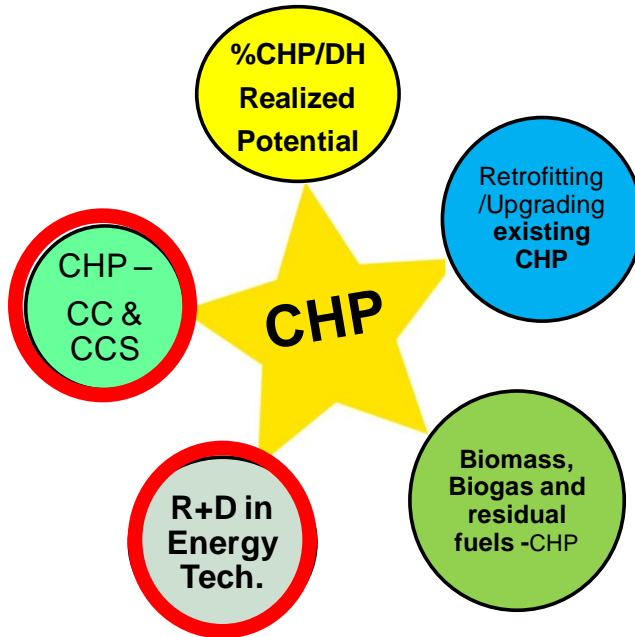 %CHP/DH
Realized
Potential
Retrofitting
/Upgrading
existing
CHP
CHP –
CC &
CCS
CHP
Biomass,
Biogas and
residual
fuels -CHP
R+D in
Energy
Tech.